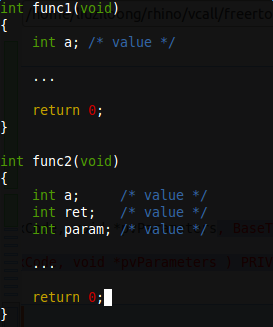 int func1(void)
{
    int a; /* value */

    ...

    return 0;
}

int func2(void)
{
    int a;     /* value */
    int ret;   /* value */
    int param; /* value */

    ...

    return 0;
}